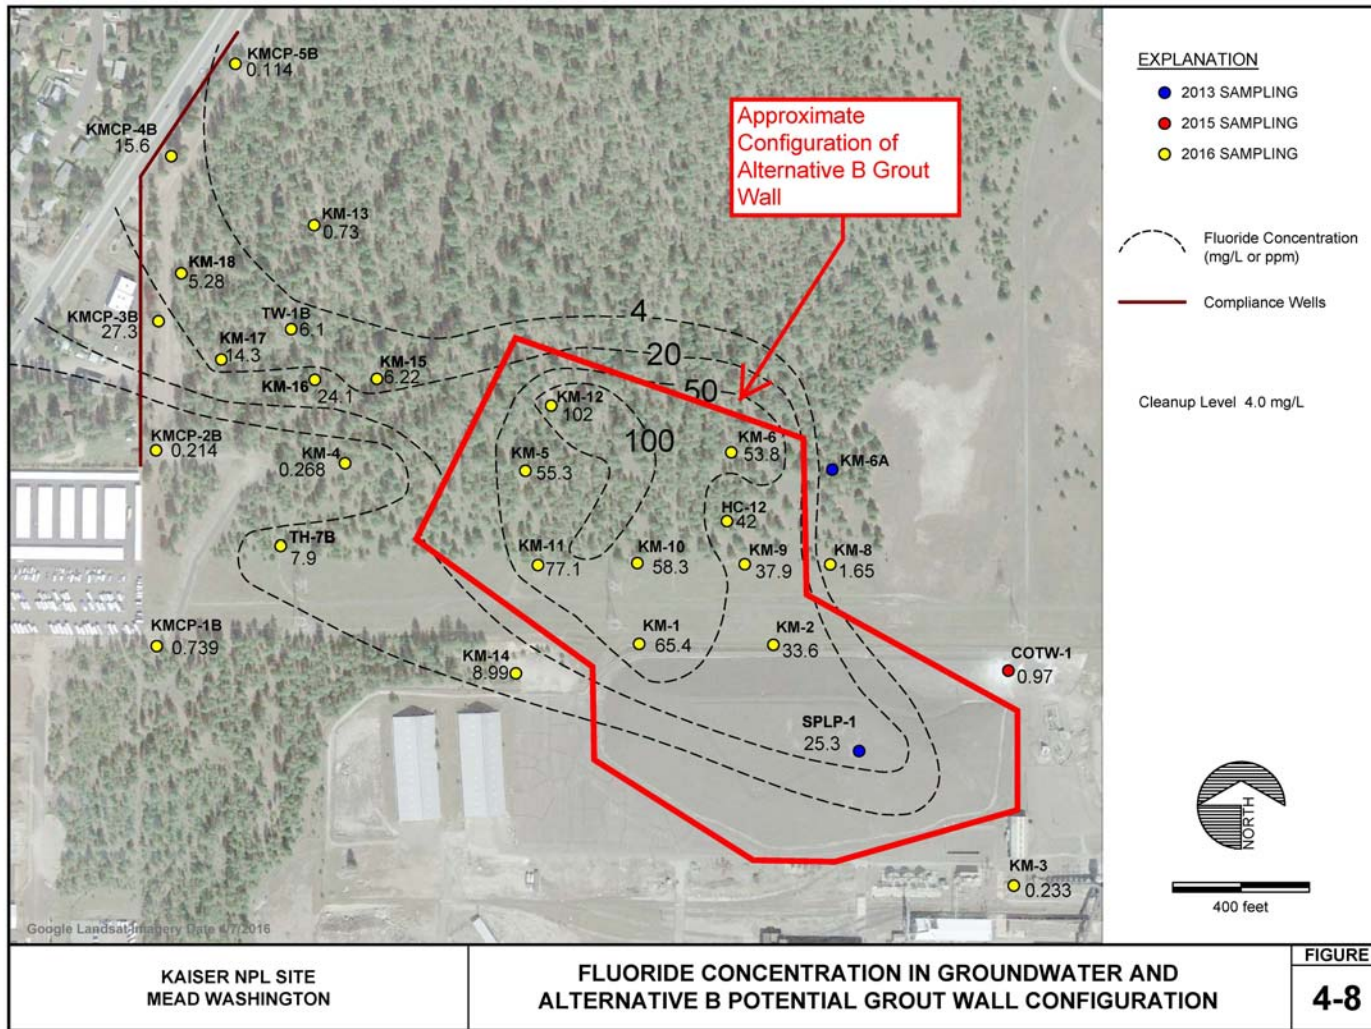 KMCP-5B
0.114
KMCP-4B
15.6
KM-13
0.73
KM-18
5.28
KMCP-3B
27.3
TW-1B
6.1
KM-17
14.3
KM-16
24.1
KM-15
6.22
KMCP-2B
0.214
KM-4
0.268
TH-7B
7.9
KMCP-1B
0.739
KM-14
8.99
4
20
50
100
KM-12
102
KM-5
55.3
KM-6
53.8
KM-6A
HC-12
42
KM-11
77.1
KM-10
58.3
KM-9
37.9
KM-8
1.65
KM-1
65.4
KM-2
33.6
COTW-1
0.97
SPLP-1
25.3
KM-3
0.233
Approximate
Configuration of
Alternative B Grout
Wall
Google Landsat Imagery Date 4/7/2016
EXPLANATION
2013 SAMPLING
2015 SAMPLING
2016 SAMPLING
Fluoride Concentration
(mg/L or ppm)
Compliance Wells
Cleanup Level 4.0 mg/L
NORTH
400 feet
KAISER NPL SITE
MEAD WASHINGTON
FLUORIDE CONCENTRATION IN GROUNDWATER AND
ALTERNATIVE B POTENTIAL GROUT WALL CONFIGURATION
FIGURE
4-8